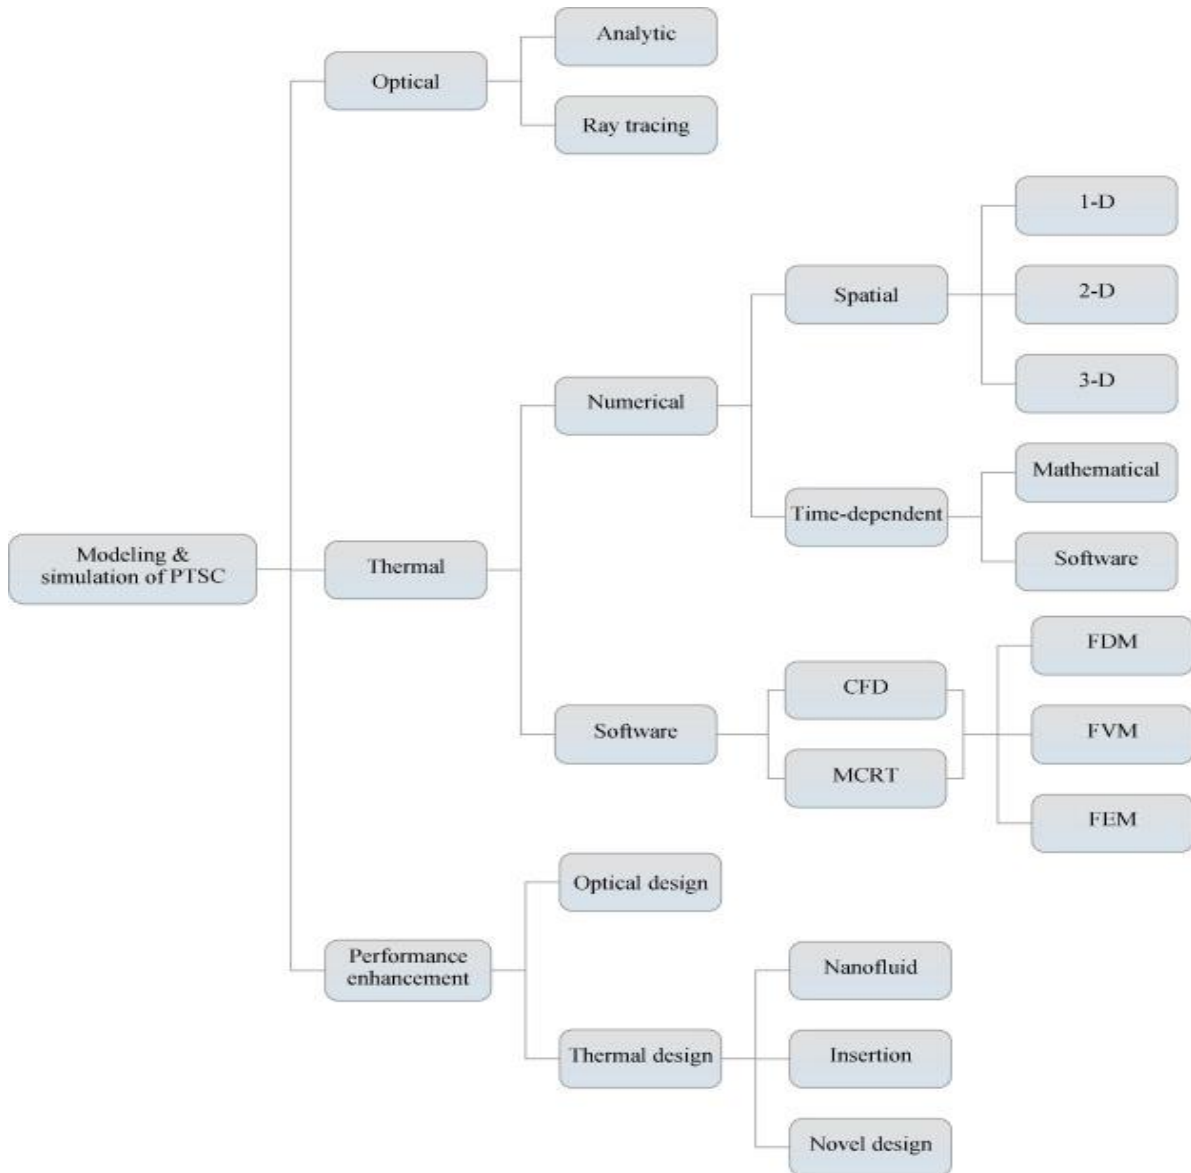 Modeling &
simulation of PTSC
Optical
Analytic
Ray tracing
Thermal
Numerical
Spatial
1-D
2-D
3-D
Time-dependent
Mathematical
Software
Software
CFD
MCRT
FDM
FVM
FEM
Performance
enhancement
Optical design
Thermal design
Nanofluid
Insertion
Novel design